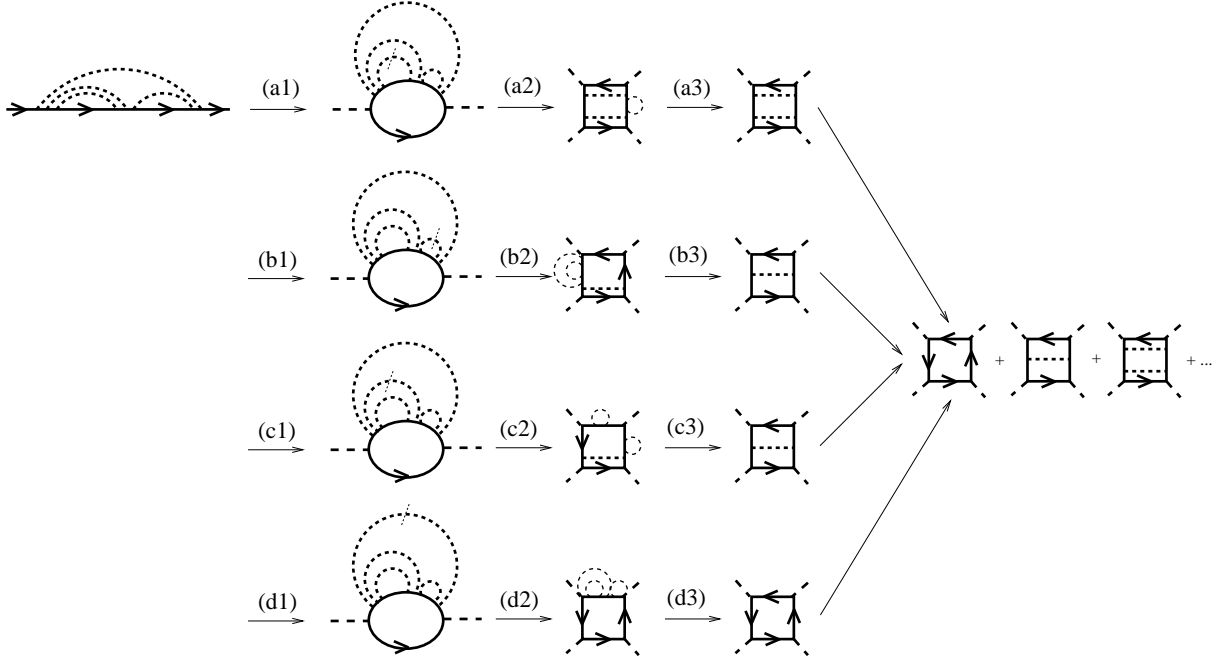 (a1) (a2) (a3)
(b1) (b2) (b3)
+ + + ...
(c1) (c2) (c3)
(d1) (d2) (d3)